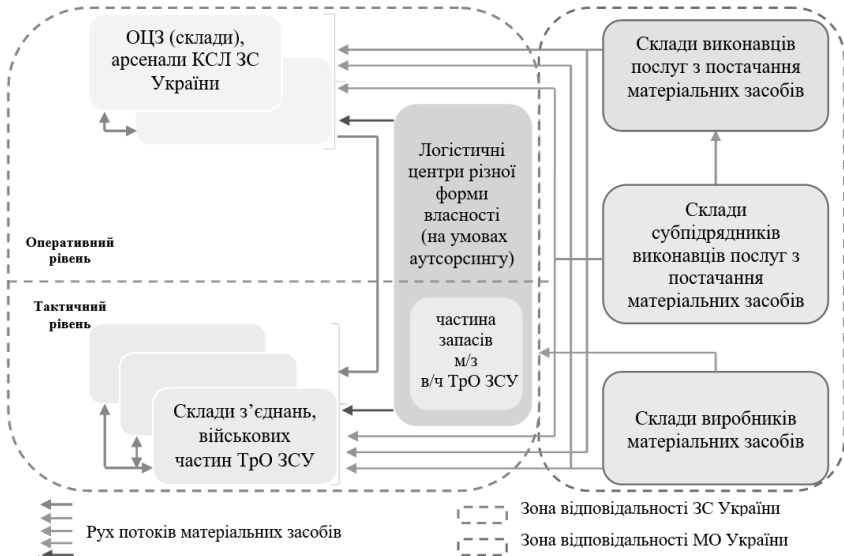 ОЦЗ (склади),
арсенали КСЛ ЗС
України
Склади виконавців
послуг з постачання
матеріальних засобів
Логістичні
центри різної
форми
власності
(на умовах
аутсорсингу)
Склади
субпідрядників
виконавців послуг з
постачання
матеріальних засобів
Оперативний
рівень
Тактичний
рівень
частина
запасів
м/з
в/ч ТрО ЗСУ
Склади з’єднань,
військових
частин ТрО ЗСУ
Склади виробників
матеріальних засобів
Рух потоків матеріальних засобів
Зона відповідальності ЗС України
Зона відповідальності МО України